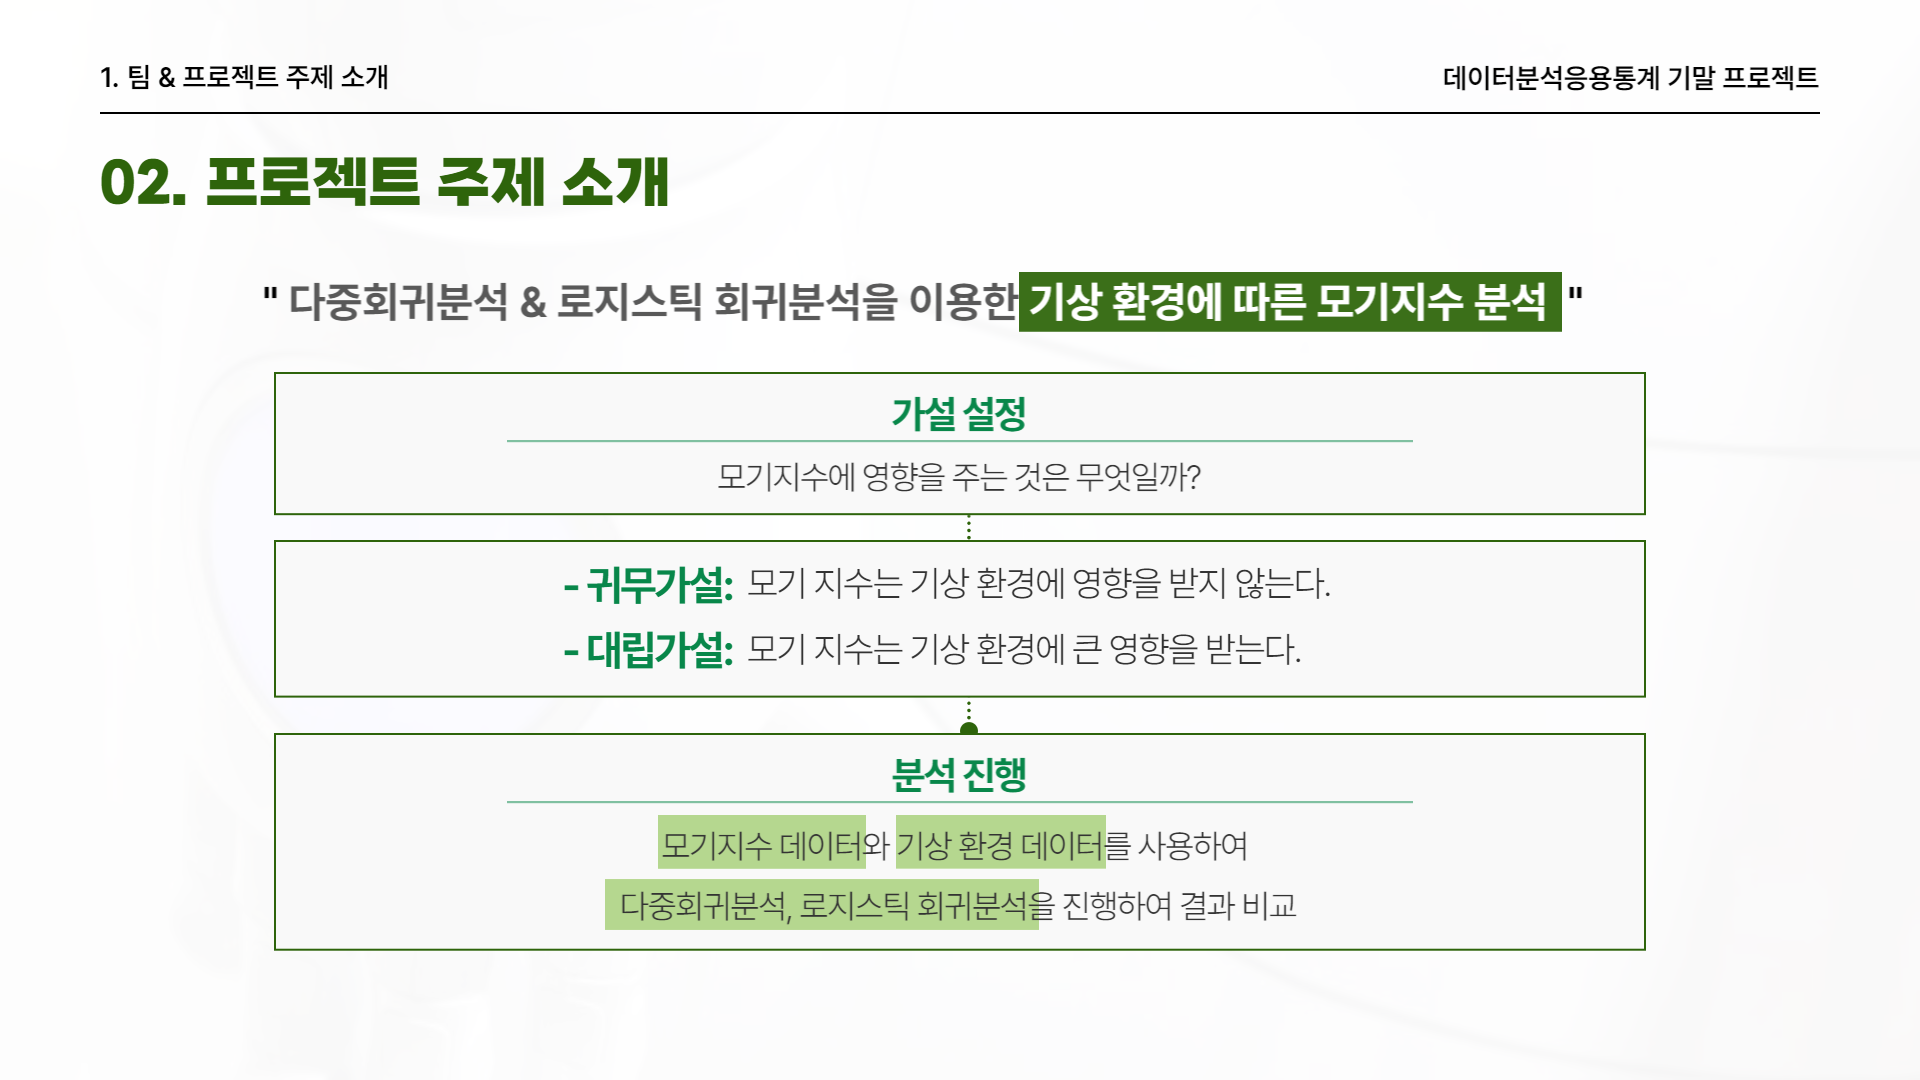 1. 팀 & 프로젝트 주제 소개
데이터분석응용통계 기말 프로젝트
02. 프로젝트 주제 소개
" 다중회귀분석 & 로지스틱 회귀분석을 이용한 기상 환경에 따른 모기지수 분석 "
가설 설정
모기지수에 영향을 주는 것은 무엇일까?
- 귀무가설: 모기 지수는 기상 환경에 영향을 받지 않는다.
- 대립가설: 모기 지수는 기상 환경에 큰 영향을 받는다.
분석 진행
모기지수 데이터와 기상 환경 데이터를 사용하여
다중회귀분석, 로지스틱 회귀분석을 진행하여 결과 비교